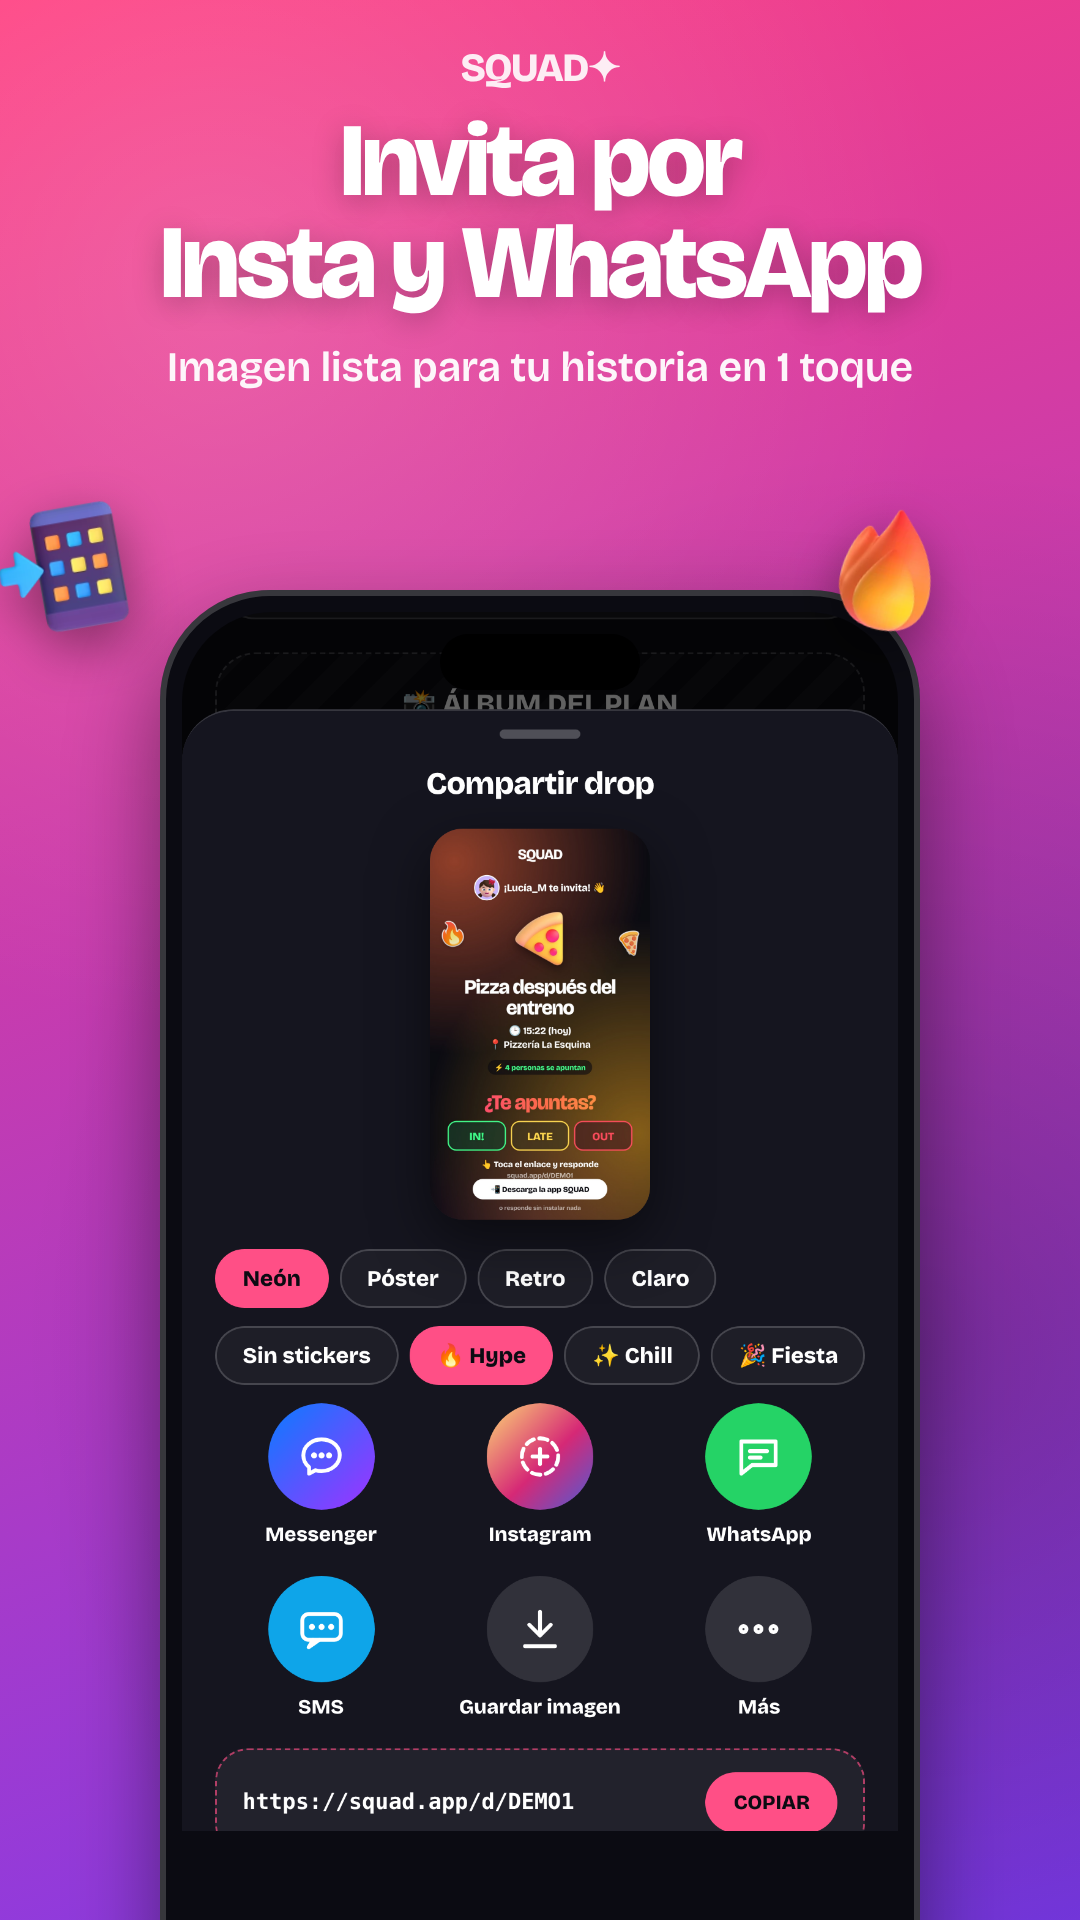 SQUAD
Invita por
Insta y WhatsApp
Imagen lista para tu historia en 1 toque
ÁLBUM DEL PLAN
Compartir drop
SQUAD
¡Lucía_M te invita! 👋
Pizza después del
entreno
🕒 15:22 (hoy)
📍 Pizzería La Esquina
⚡ 4 personas se apuntan
¿Te apuntas?
IN! LATE OUT
👆 Toca el enlace y responde
squad.app/d/DEMO1
📲 Descarga la app SQUAD
o responde sin instalar nada
Neón Póster Retro Claro
Sin stickers 🔥 Hype ✨ Chill 🎉 Fiesta
Messenger Instagram WhatsApp
SMS Guardar imagen Más
https://squad.app/d/DEMO1 COPIAR